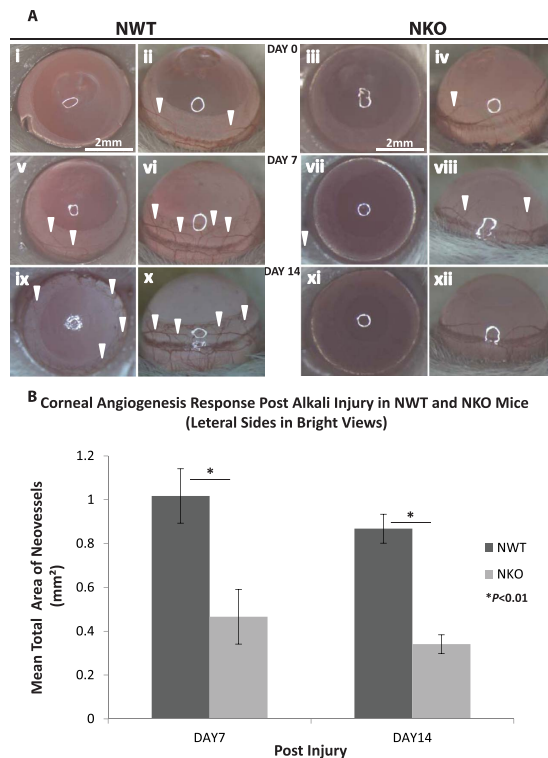 A
NWT NKO
DAY 0
i ii iii iv
2mm 2mm
DAY 7
v vi vii viii
DAY 14
ix x xi xii
B Corneal Angiogenesis Response Post Alkali Injury in NWT and NKO Mice
(Leteral Sides in Bright Views)
Mean Total Area of Neovessels
(mm²)
1.2
1
0.8
0.6
0.4
0.2
0
*
*
NWT
NKO
*P<0.01
DAY7 DAY14
Post Injury